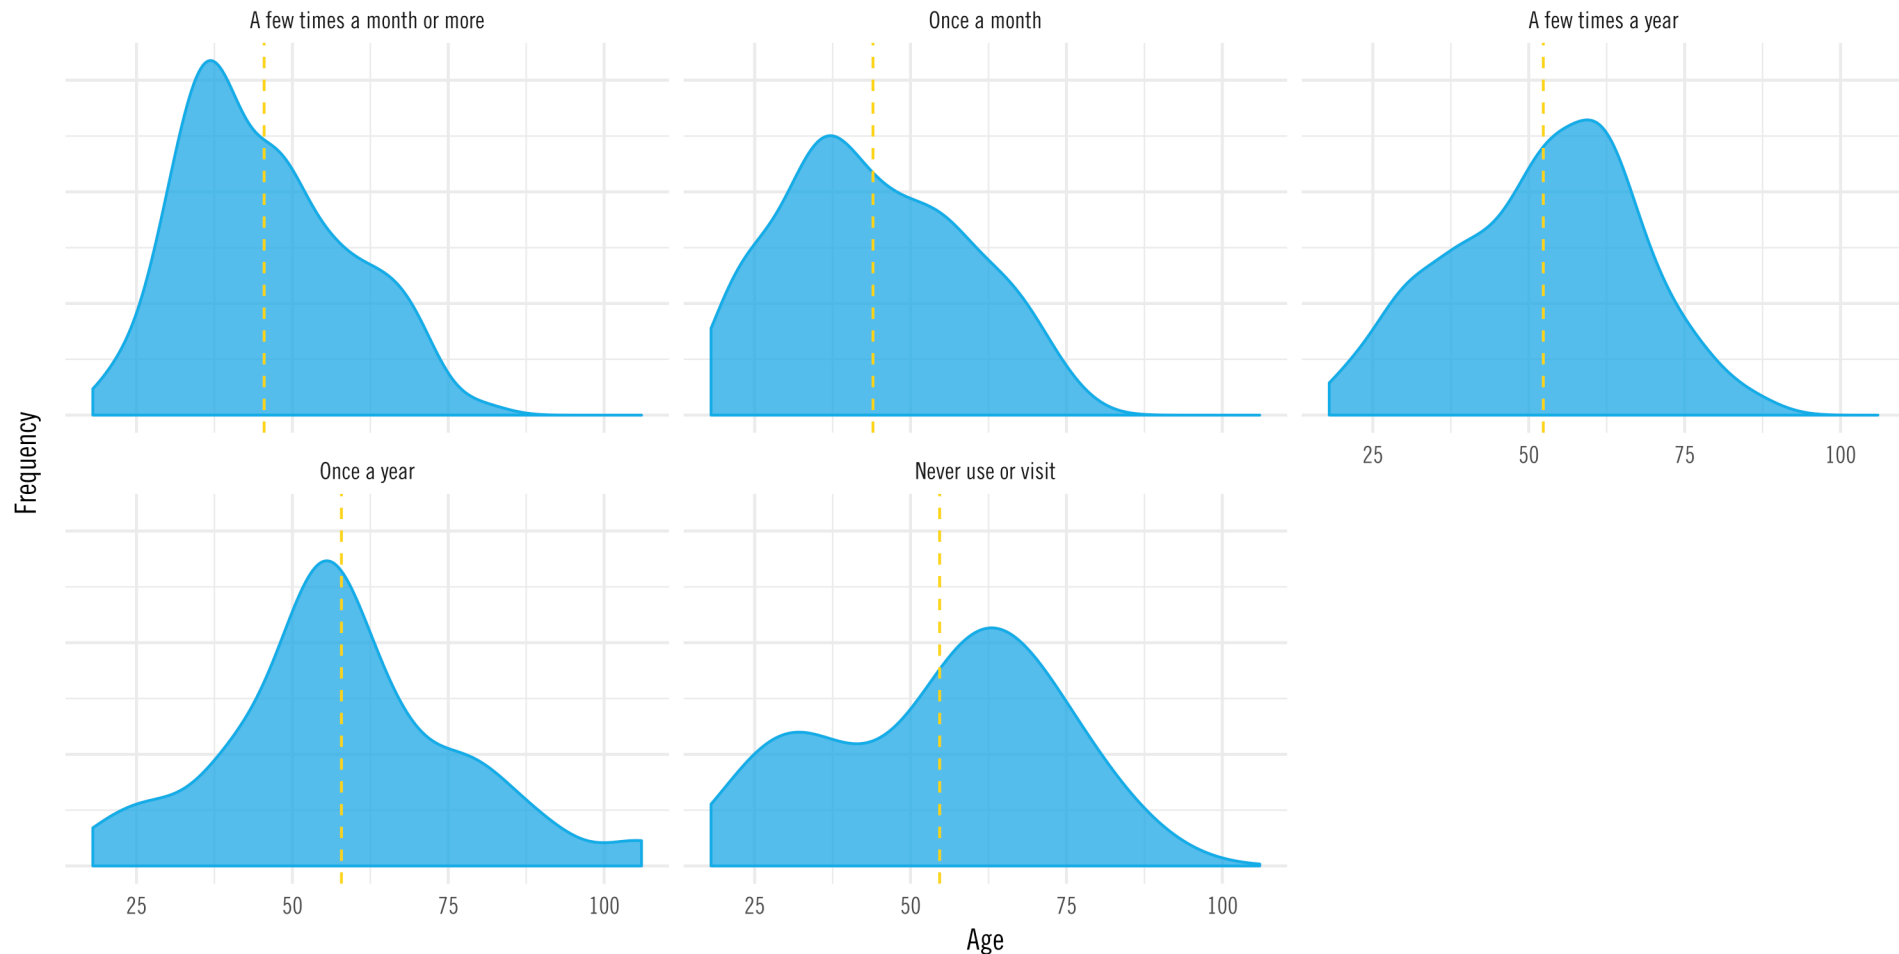 A few times a month or more
Once a month
A few times a year
25 50 75 100
Frequency
Once a year
Never use or visit
25 50 75 100
25 50 75 100
Age